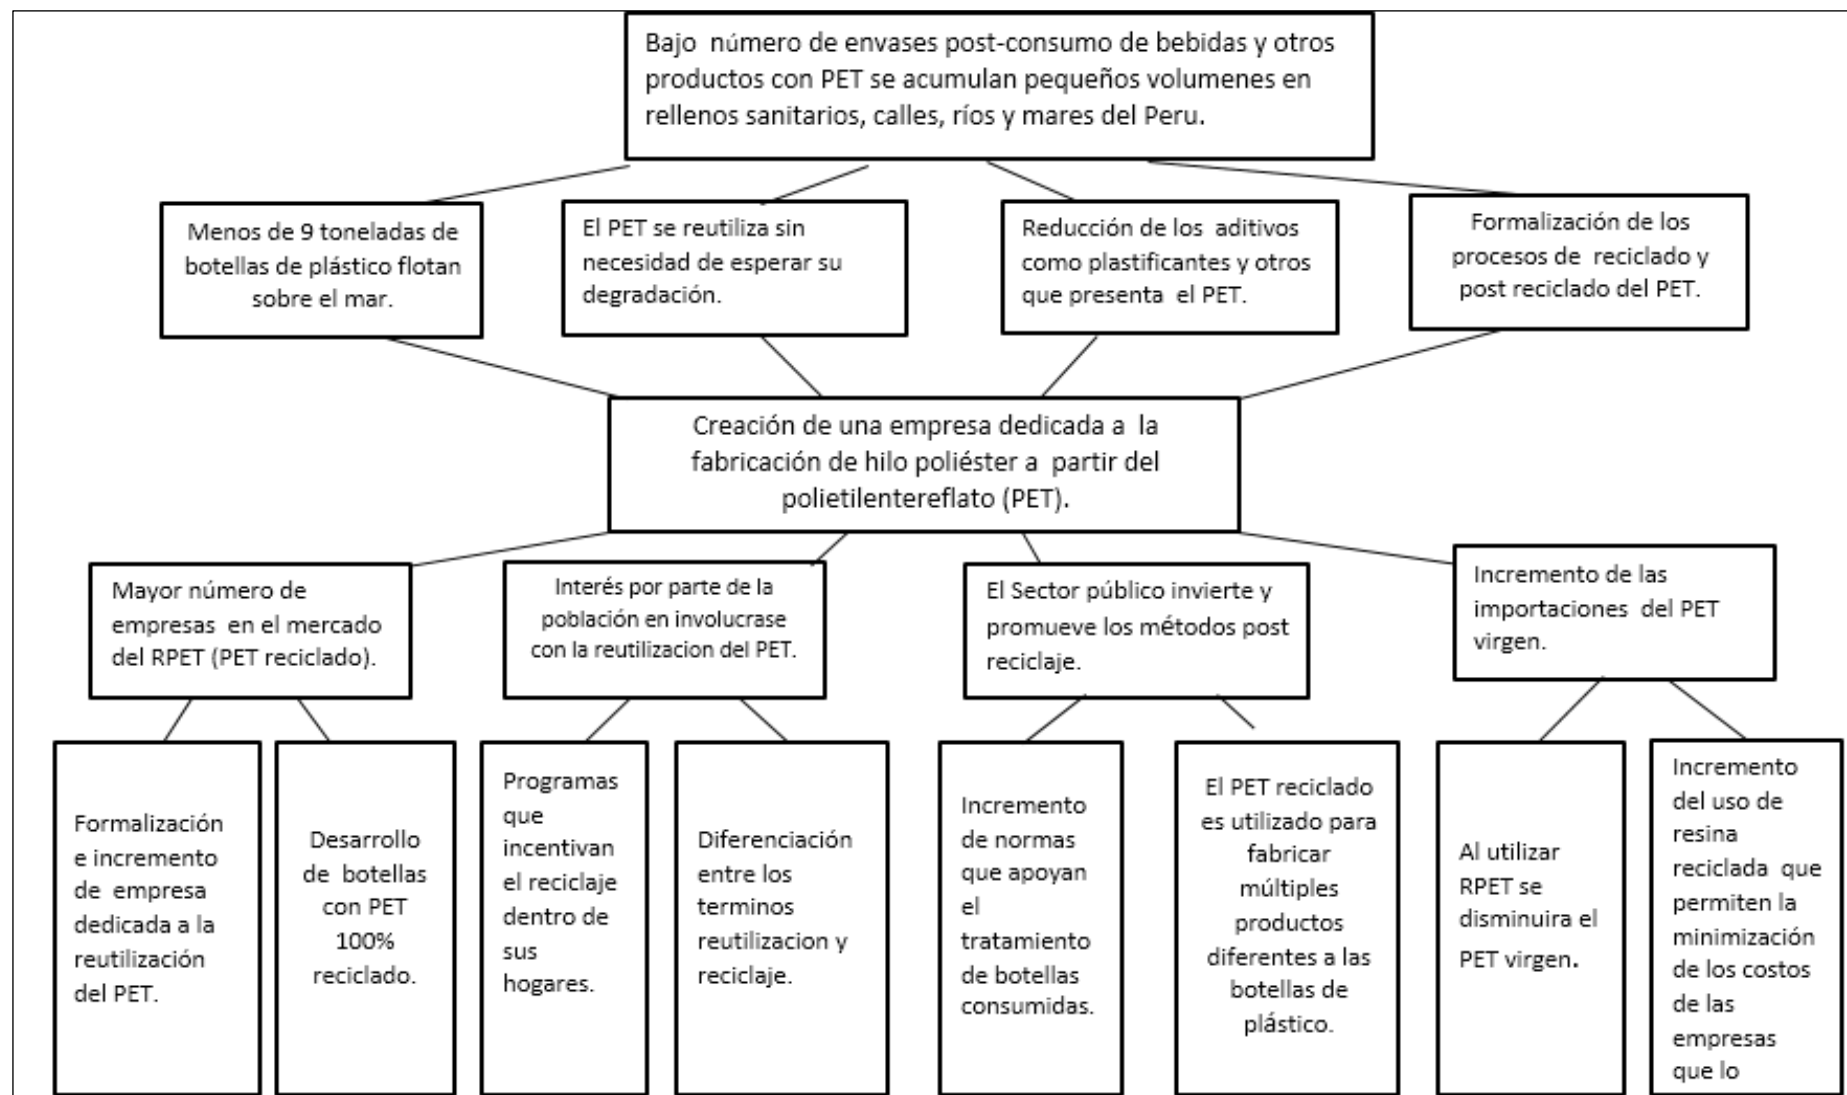 Bajo número de envases post-consumo de bebidas y otros
productos con PET se acumulan pequeños volumenes en
rellenos sanitarios, calles, ríos y mares del Peru.
Menos de 9 toneladas de
botellas de plástico flotan
sobre el mar.
El PET se reutiliza sin
necesidad de esperar su
degradación.
Reducción de los aditivos
como plastificantes y otros
que presenta el PET.
Formalización de los
procesos de reciclado y
post reciclado del PET.
Creación de una empresa dedicada a la
fabricación de hilo poliéster a partir del
polietilentereflato (PET).
Mayor número de
empresas en el mercado
del RPET (PET reciclado).
Interés por parte de la
población en involucrase
con la reutilizacion del PET.
El Sector público invierte y
promueve los métodos post
reciclaje.
Incremento de las
importaciones del PET
virgen.
Formalización
e incremento
de empresa
dedicada a la
reutilización
del PET.
Desarrollo
de botellas
con PET
100%
reciclado.
Programas
que
incentivan
el reciclaje
dentro de
sus
hogares.
Diferenciación
entre los
terminos
reutilizacion y
reciclaje.
Incremento
de normas
que apoyan
el
tratamiento
de botellas
consumidas.
El PET reciclado
es utilizado para
fabricar
múltiples
productos
diferentes a las
botellas de
plástico.
Al utilizar
RPET se
disminuira el
PET virgen.
Incremento
del uso de
resina
reciclada que
permiten la
minimización
de los costos
de las
empresas
que lo